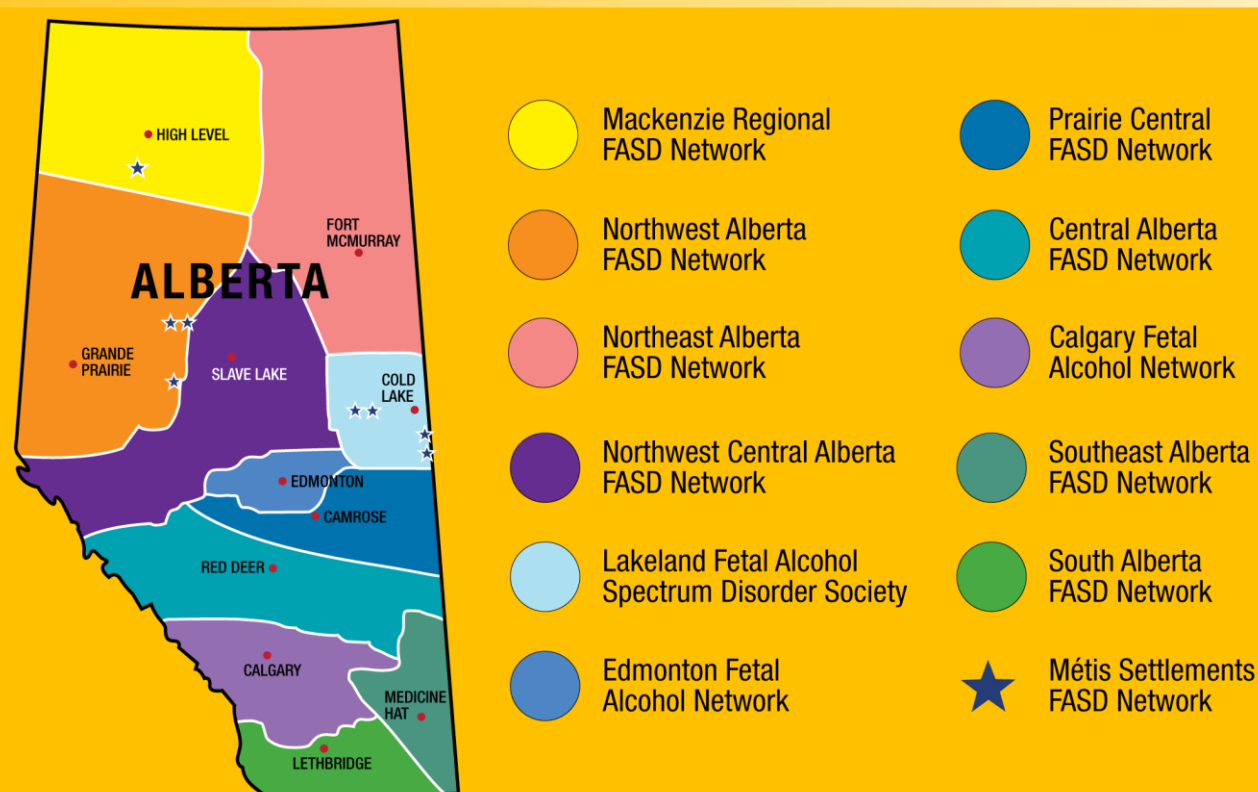 HIGH LEVEL
FORT
MCMURRAY
ALBERTA
GRANDE
PRAIRIE
SLAVE LAKE
COLD
LAKE
EDMONTON
CAMROSE
RED DEER
CALGARY
MEDICINE
HAT
LETHBRIDGE
Mackenzie Regional
FASD Network
Northwest Alberta
FASD Network
Northeast Alberta
FASD Network
Northwest Central Alberta
FASD Network
Lakeland Fetal Alcohol
Spectrum Disorder Society
Edmonton Fetal
Alcohol Network
Prairie Central
FASD Network
Central Alberta
FASD Network
Calgary Fetal
Alcohol Network
Southeast Alberta
FASD Network
South Alberta
FASD Network
Métis Settlements
FASD Network